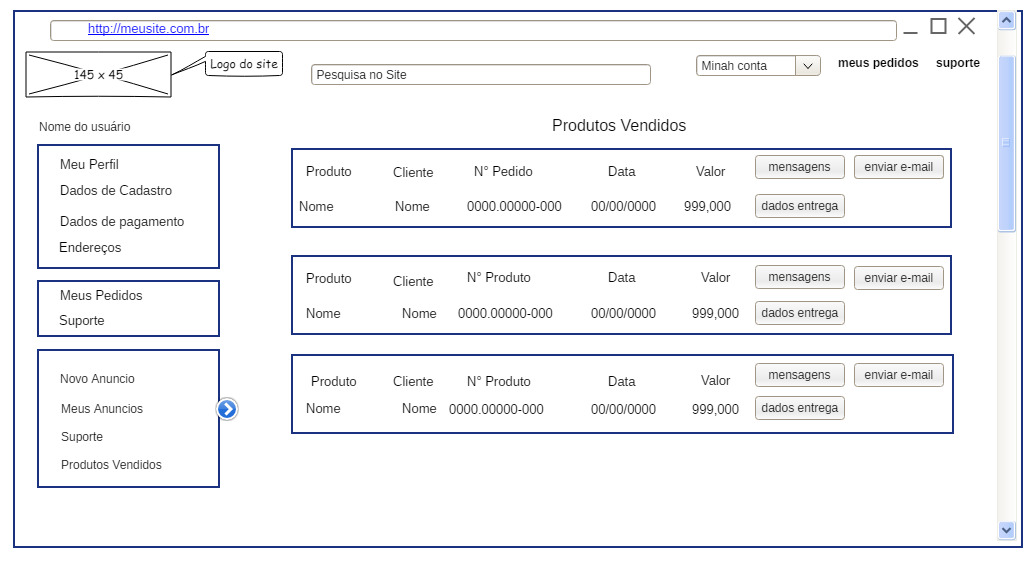 http://meusite.com.br
145 x 45
Logo do site
Pesquisa no Site
Minah conta
meus pedidos suporte
Nome do usuário
Meu Perfil
Dados de Cadastro
Dados de pagamento
Endereços
Meus Pedidos
Suporte
Novo Anuncio
Meus Anuncios
Suporte
Produtos Vendidos
Produtos Vendidos
Produto Cliente N° Pedido Data Valor mensagens enviar e-mail
Nome Nome 0000.00000-000 00/00/0000 999,000 dados entrega
Produto Cliente N° Produto Data Valor mensagens enviar e-mail
Nome Nome 0000.00000-000 00/00/0000 999,000 dados entrega
Produto Cliente N° Produto Data Valor mensagens enviar e-mail
Nome Nome 0000.00000-000 00/00/0000 999,000 dados entrega